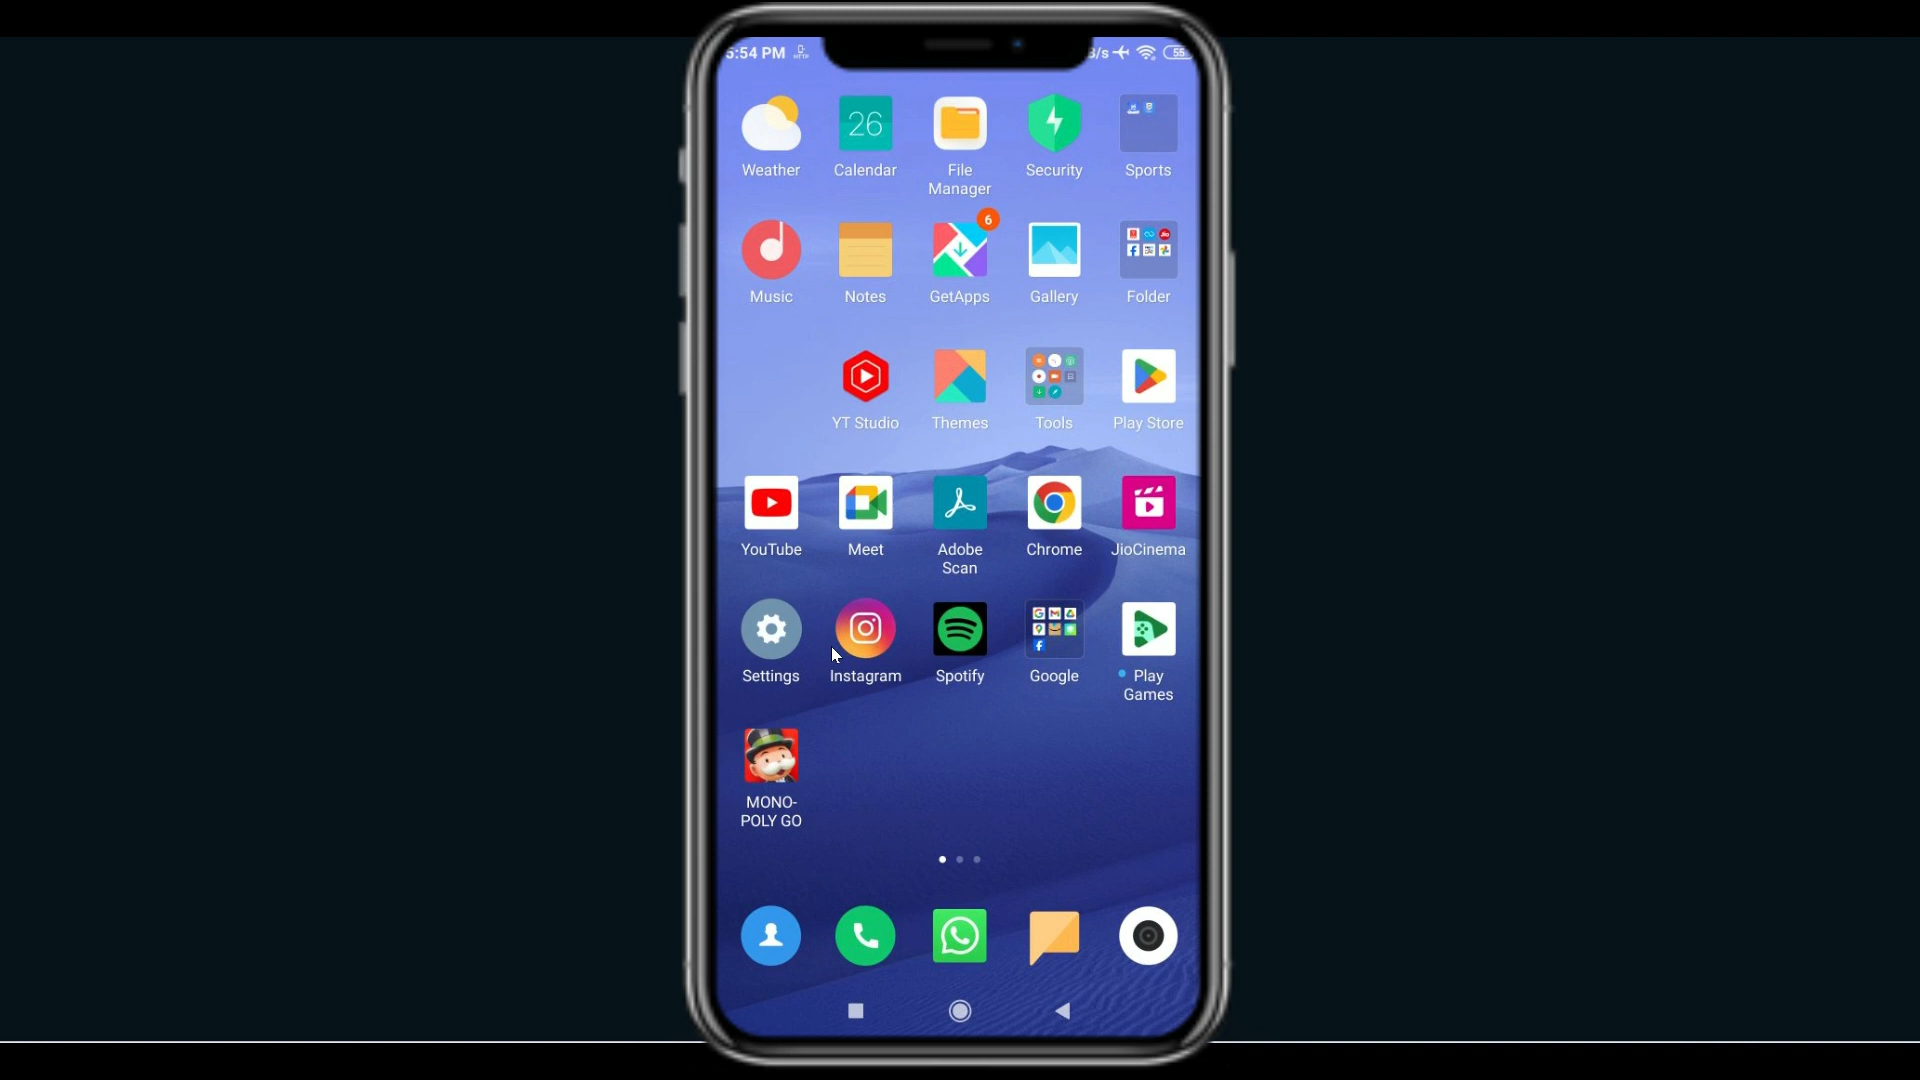 5:54 PM
B/s 55
Weather Calendar File Security Sports
Manager
26
6
Music Notes GetApps Gallery Folder
YT Studio Themes Tools Play Store
YouTube Meet Adobe Chrome JioCinema
Scan
Settings Instagram Spotify Google Play
Games
MONO-
POLY GO